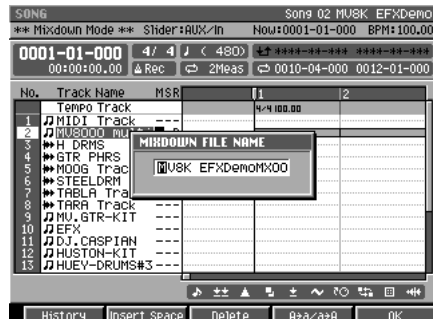 SONG Song 02 MV8K EFXDemo
** Mixdown Mode ** Slider:AUX/In Now:0001-01-000 BPM:100.00
0001-01-000 4/ 4 ♩ ( 480) ****-**-*** ****-**-***
00:00:00.00 Rec 2Meas 0010-04-000 0012-01-000
No. Track Name MSR 1 2
Tempo Track 4/4 100.00
1 MIDI Track ---
2 MV8000
3 H DRMS
4 GTR PHRS
5 MOOG Trac
6 STEELDRM
7 TABLA Tra
8 TARA Track ---
9 MV.GTR-KIT ---
10 EFX ---
11 DJ.CASPIAN ---
12 HUSTON-KIT ---
13 HUEY-DRUMS#3 ---
MIXDOWN FILE NAME
MV8K EFXDemoMX00
History Insert Space Delete A→a/a→A OK